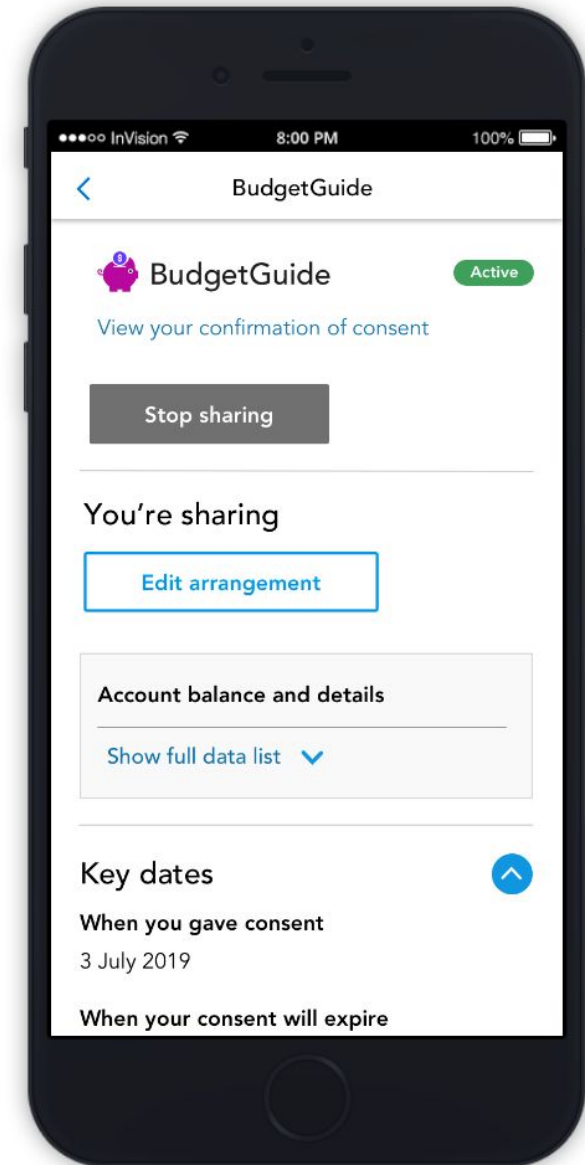 InVision 8:00 PM 100%
BudgetGuide
BudgetGuide Active
View your confirmation of consent
Stop sharing
You're sharing
Edit arrangement
Account balance and details
Show full data list
Key dates
When you gave consent
3 July 2019
When your consent will expire